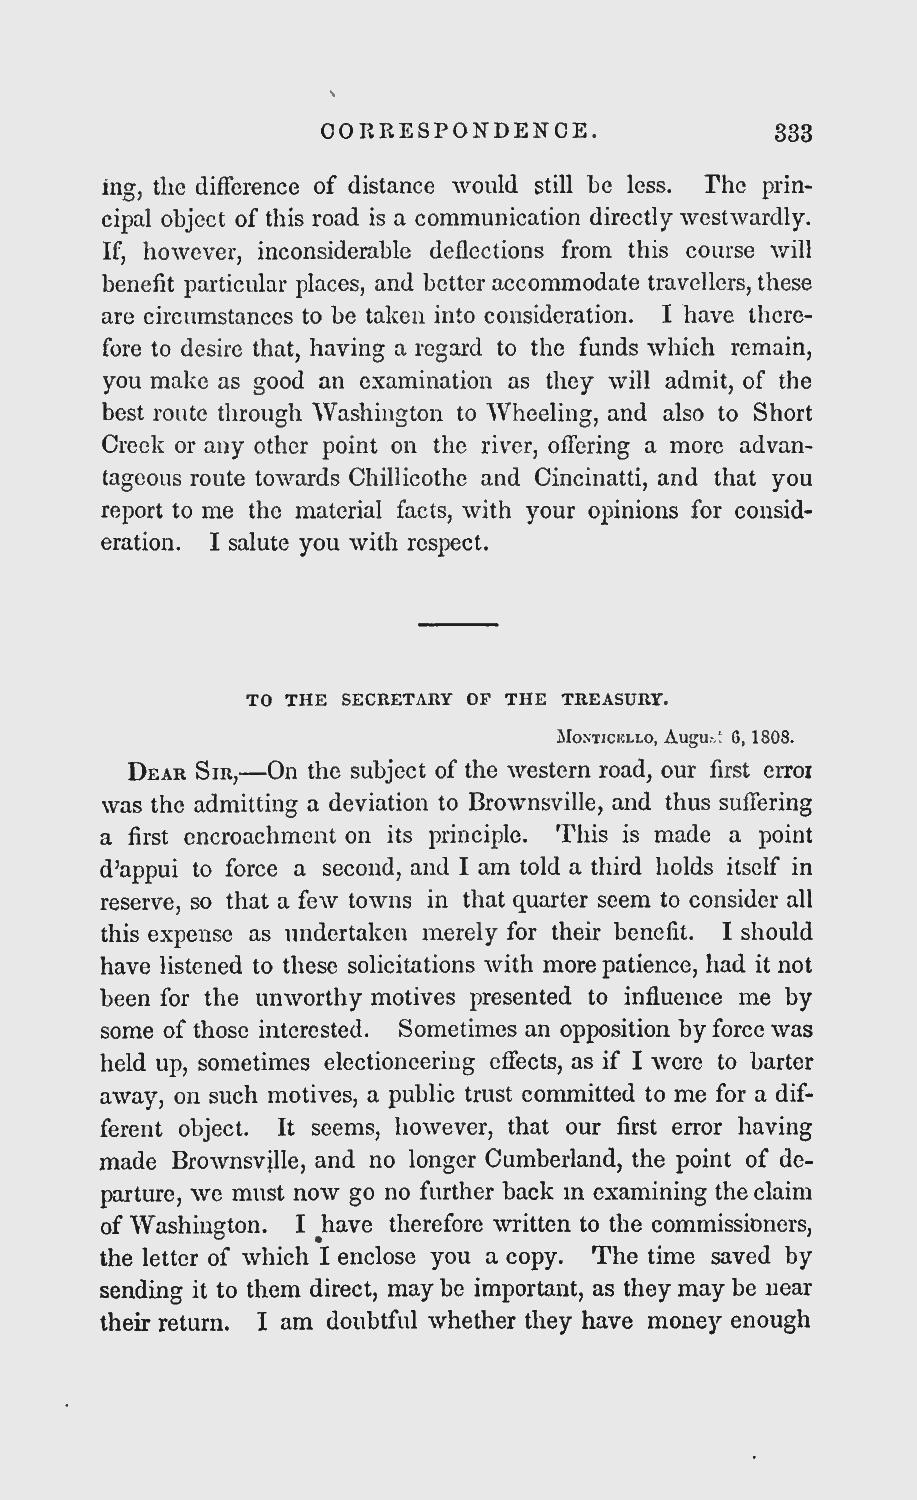 CORRESPONDENCE. 333
ing, the difference of distance would still be less. The prin-
cipal object of this road is a communication directly westwardly.
If, however, inconsiderable deflections from this course will
benefit particular places, and better accommodate travellers, these
are circumstances to be taken into consideration. I have there-
fore to desire that, having a regard to the funds which remain,
you make as good an examination as they will admit, of the
best route through Washington to Wheeling, and also to Short
Creek or any other point on the river, offering a more advan-
tageous route towards Chillicothe and Cincinatti, and that you
report to me the material facts, with your opinions for consid-
eration. I salute you with respect.
TO THE SECRETARY OF THE TREASURY.
Monticello, August 6, 1808.
Dear Sir,—On the subject of the western road, our first error
was the admitting a deviation to Brownsville, and thus suffering
a first encroachment on its principle. This is made a point
d'appui to force a second, and I am told a third holds itself in
reserve, so that a few towns in that quarter seem to consider all
this expense as undertaken merely for their benefit. I should
have listened to these solicitations with more patience, had it not
been for the unworthy motives presented to influence me by
some of those interested. Sometimes an opposition by force was
held up, sometimes electioneering effects, as if I were to barter
away, on such motives, a public trust committed to me for a dif-
ferent object. It seems, however, that our first error having
made Brownsville, and no longer Cumberland, the point of de-
parture, we must now go no further back in examining the claim
of Washington. I have therefore written to the commissioners,
the letter of which I enclose you a copy. The time saved by
sending it to them direct, may be important, as they may be near
their return. I am doubtful whether they have money enough